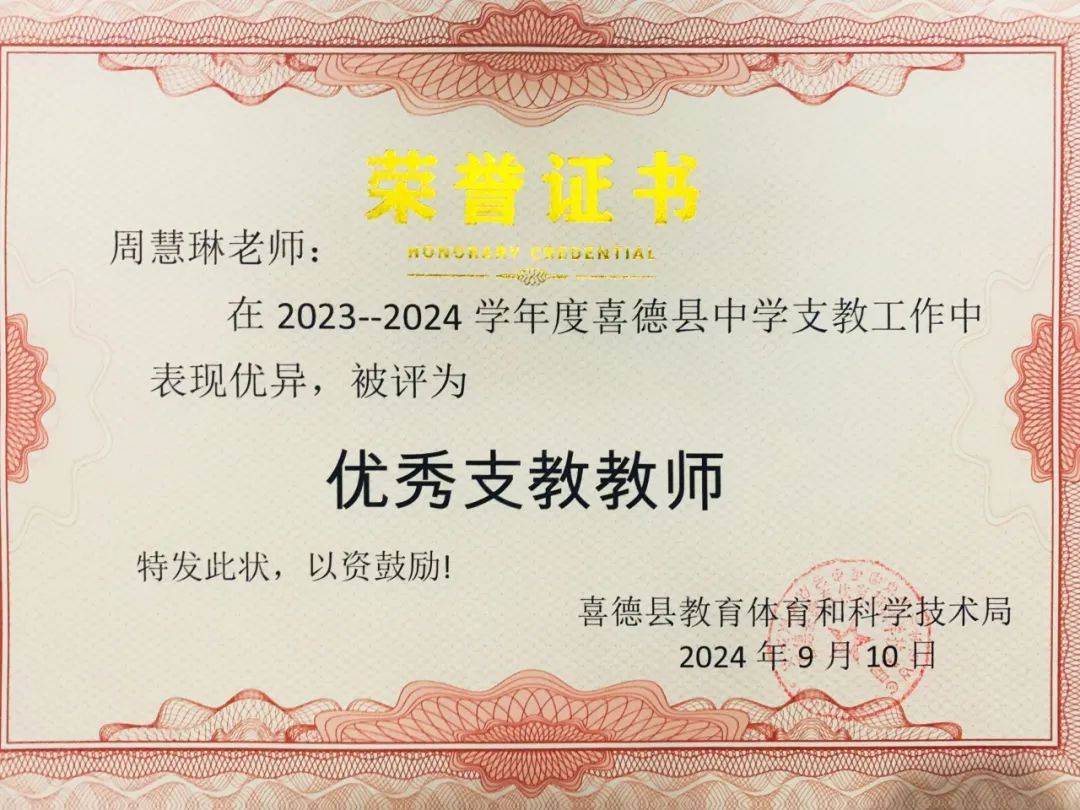 荣誉证书
HONORARY CREDENTIAL
周慧琳老师：
在 2023--2024 学年度喜德县中学支教工作中
表现优异，被评为
优秀支教教师
特发此状，以资鼓励!
喜德县教育体育和科学技术局
2024 年 9 月 10 日